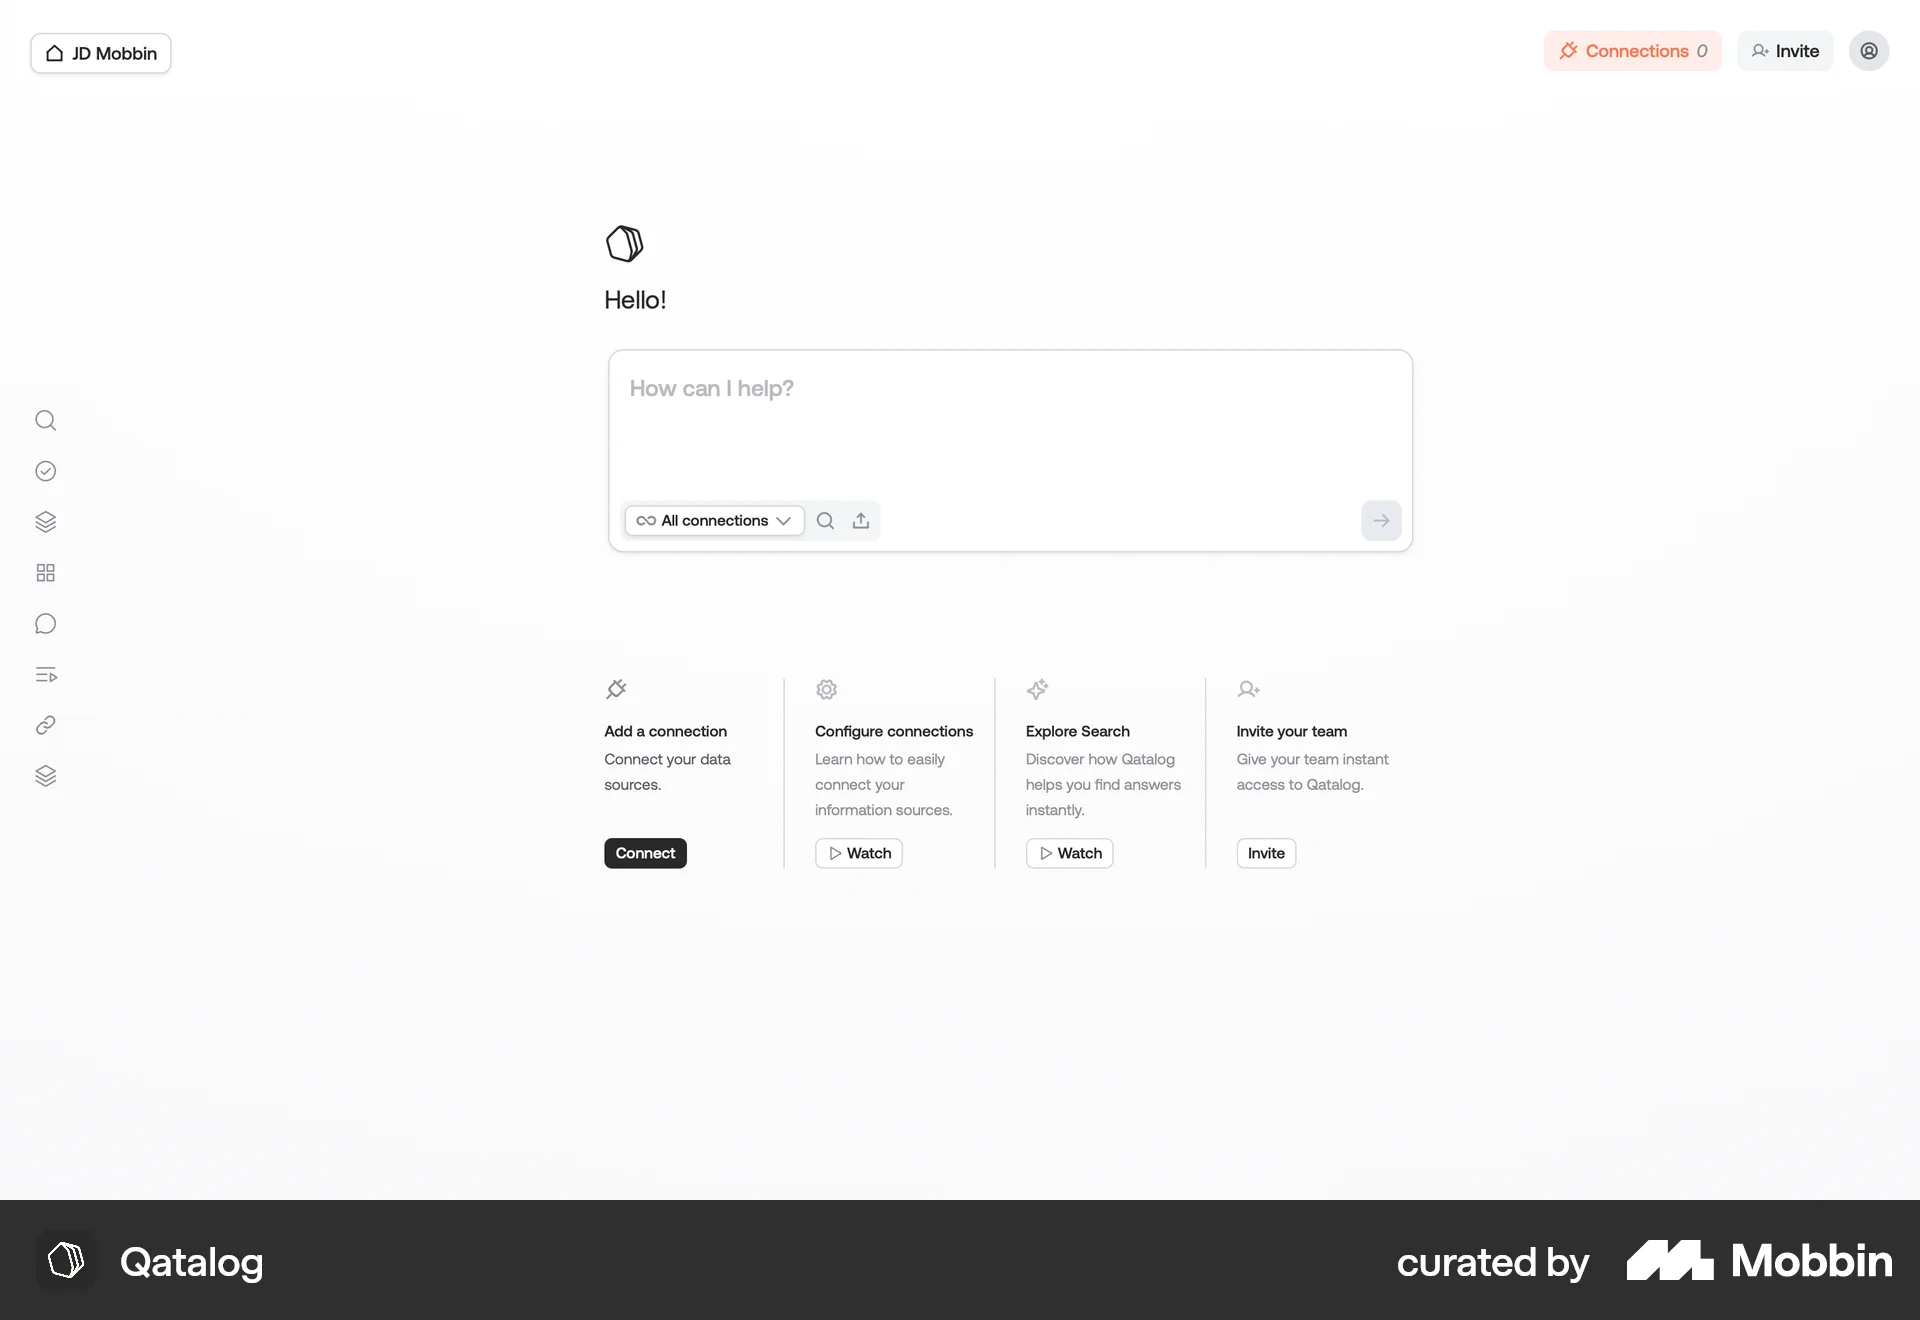 JD Mobbin
Connections 0
Invite
Hello!
How can I help?
All connections
Add a connection
Connect your data
sources.
Connect
Configure connections
Learn how to easily
connect your
information sources.
Watch
Explore Search
Discover how Qatalog
helps you find answers
instantly.
Watch
Invite your team
Give your team instant
access to Qatalog.
Invite
Qatalog
curated by Mobbin